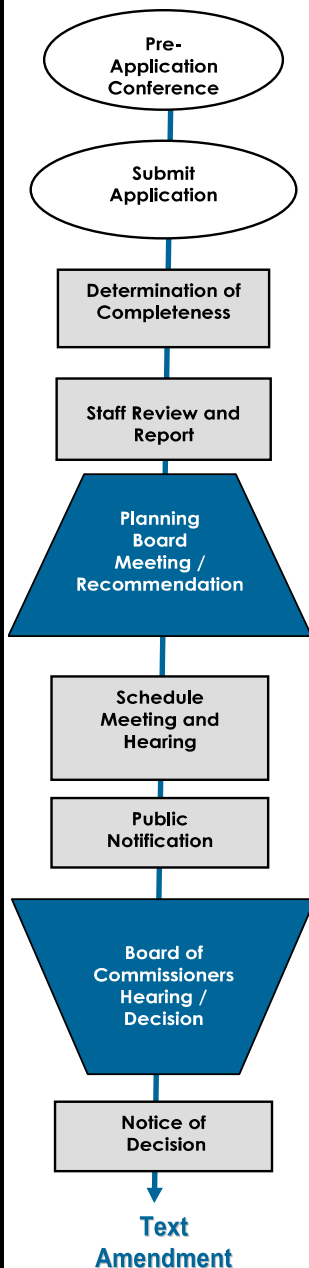 Pre-
Application
Conference
Submit
Application
Determination of
Completeness
Staff Review and
Report
Planning
Board
Meeting /
Recommendation
Schedule
Meeting and
Hearing
Public
Notification
Board of
Commissioners
Hearing /
Decision
Notice of
Decision
Text
Amendment